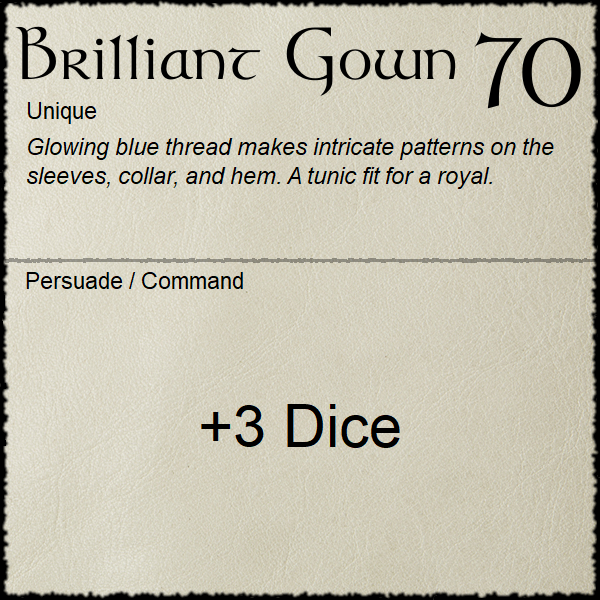 Brilliant Gown 70
Unique
Glowing blue thread makes intricate patterns on the
sleeves, collar, and hem. A tunic fit for a royal.
Persuade / Command
+3 Dice